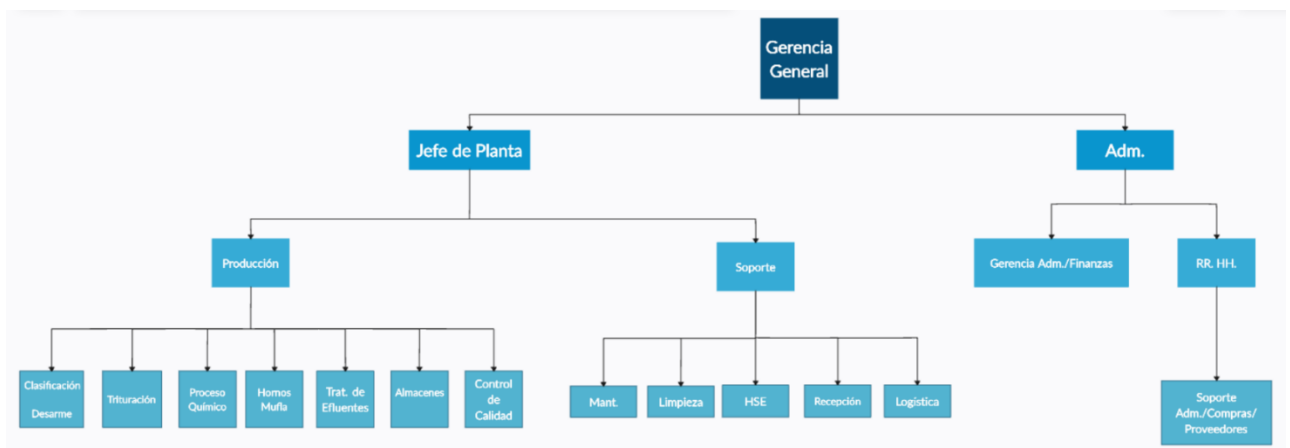 Gerencia
General
Jefe de Planta
Adm.
Producción
Soporte
Gerencia Adm./Finanzas
RR. HH.
Clasificación
Desarme
Trituración
Proceso
Químico
Hornos
Mufla
Trat. de
Efluentes
Almacenes
Control
de
Calidad
Mant.
Limpieza
HSE
Recepción
Logística
Soporte
Adm./Compras/
Proveedores